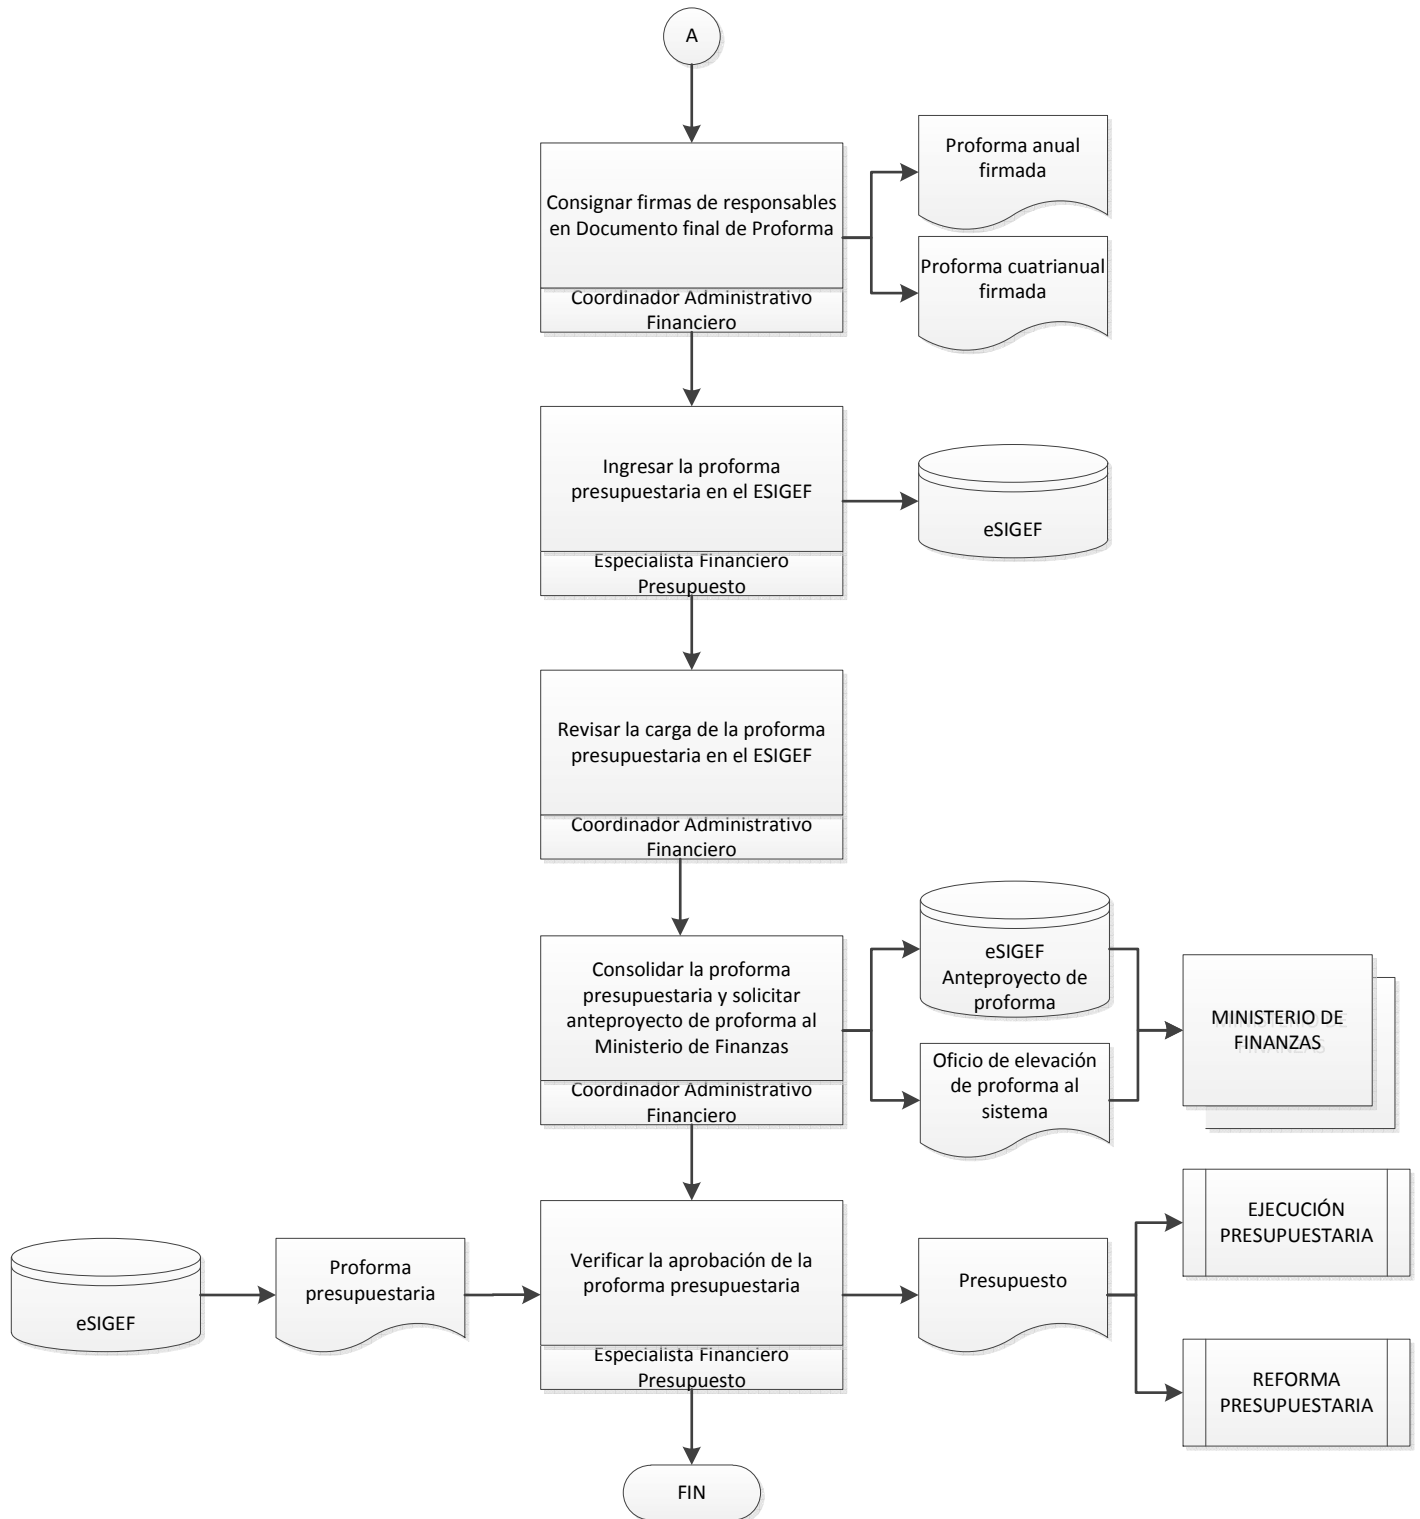 A
Consignar firmas de responsables
en Documento final de Proforma
Coordinador Administrativo
Financiero
Proforma anual
firmada
Proforma cuatrianual
firmada
Ingresar la proforma
presupuestaria en el ESIGEF
Especialista Financiero
Presupuesto
eSIGEF
Revisar la carga de la proforma
presupuestaria en el ESIGEF
Coordinador Administrativo
Financiero
Consolidar la proforma
presupuestaria y solicitar
anteproyecto de proforma al
Ministerio de Finanzas
Coordinador Administrativo
Financiero
eSIGEF
Anteproyecto de
proforma
Oficio de elevación
de proforma al
sistema
MINISTERIO DE
FINANZAS
eSIGEF
Proforma
presupuestaria
Verificar la aprobación de la
proforma presupuestaria
Especialista Financiero
Presupuesto
Presupuesto
EJECUCIÓN
PRESUPUESTARIA
REFORMA
PRESUPUESTARIA
FIN